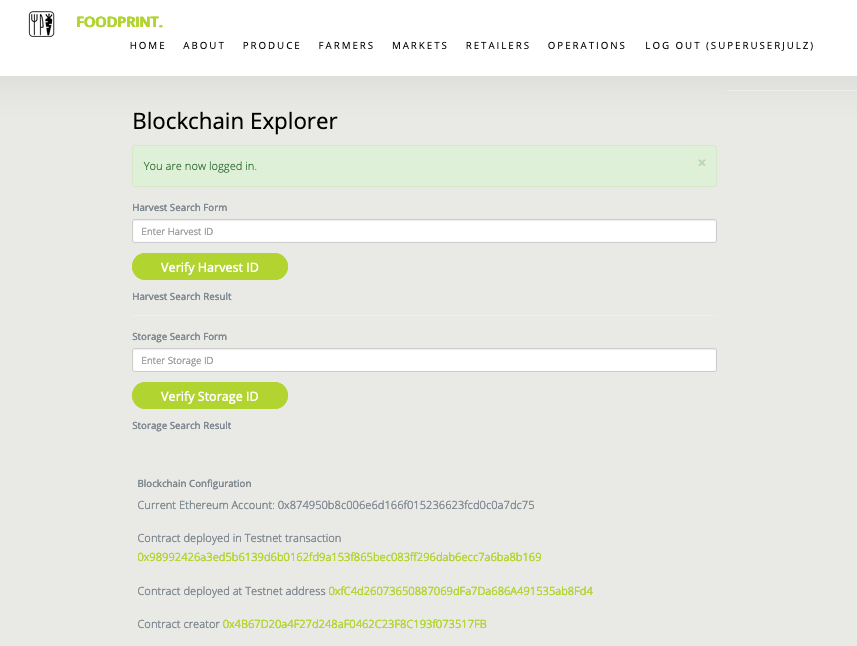 FOODPRINT.
HOME ABOUT PRODUCE FARMERS MARKETS RETAILERS OPERATIONS LOG OUT (SUPERUSERJULZ)
Blockchain Explorer
You are now logged in. ×
Harvest Search Form
Enter Harvest ID
Verify Harvest ID
Harvest Search Result
Storage Search Form
Enter Storage ID
Verify Storage ID
Storage Search Result
Blockchain Configuration
Current Ethereum Account: 0x874950b8c006e6d166f015236623fcd0c0a7dc75
Contract deployed in Testnet transaction
0x98992426a3ed5b6139d6b0162fd9a153f865bec083ff296dab6ecc7a6ba8b169
Contract deployed at Testnet address 0xfC4d26073650887069dFa7Da686A491535ab8Fd4
Contract creator 0x4B67D20a4F27d248aF0462C23F8C193f073517FB